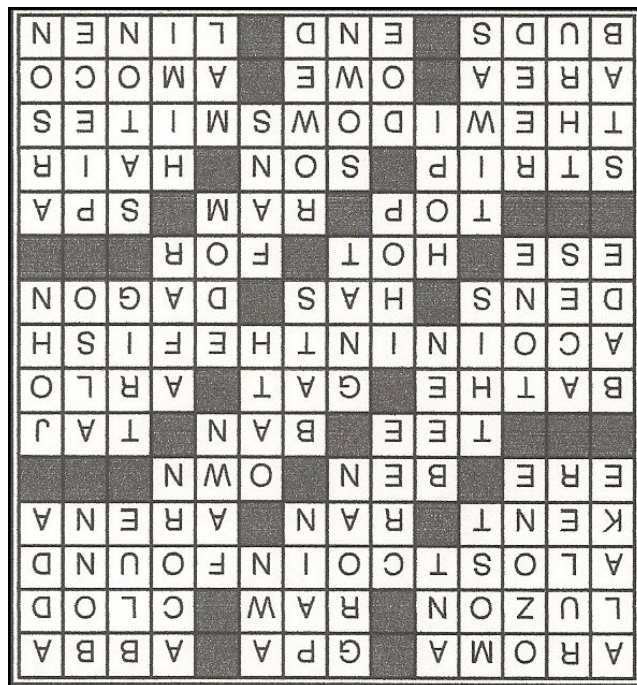 AROMA GPA ABBA
LUZON RAW CLOD
ALOSTCOINFOUND
KENT RAN ARENA
ERE BEN OWN
TEE BAN TAJ
BATHE GAT ARLO
ACOININTHEFISH
DENS HAS DAGON
ESE HOT FOR
TOP RAM SPA
STRIP SON HAIR
THEWIDOWSMITES
AREA OWE AMOCO
BUDS END LINEN